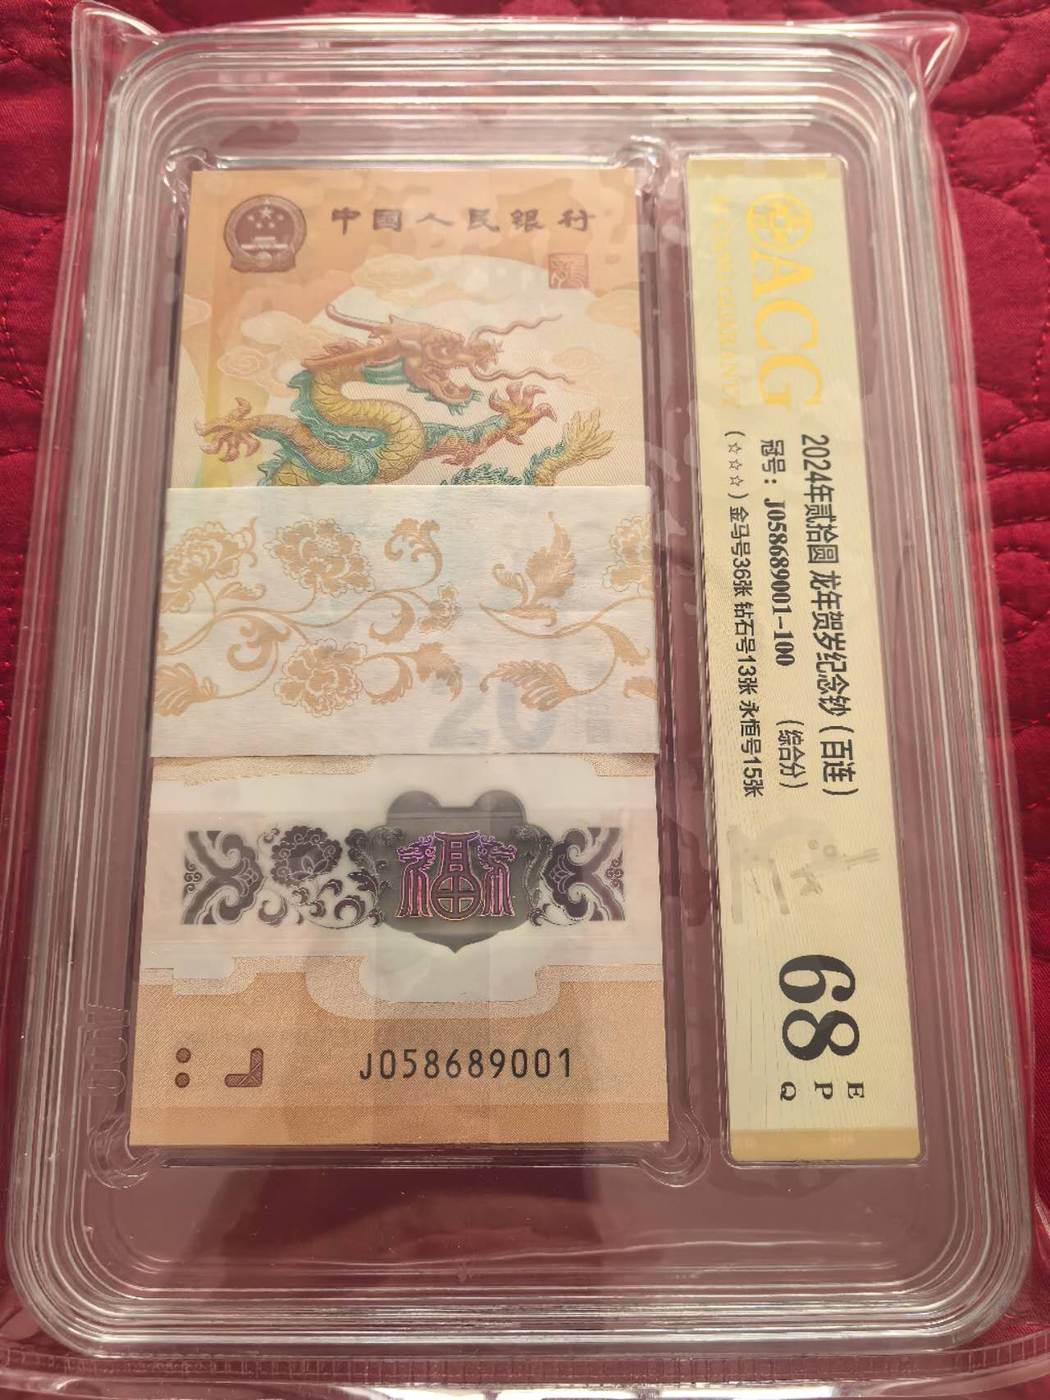 中国人民银行
20
J058689001
ACG
2024年贰拾圆 龙年贺岁纪念钞（百连）
冠号：J058689001-100 （综合分）
（☆☆☆）金马号36张 钻石号13张 永恒号15张
68
E
P
Q